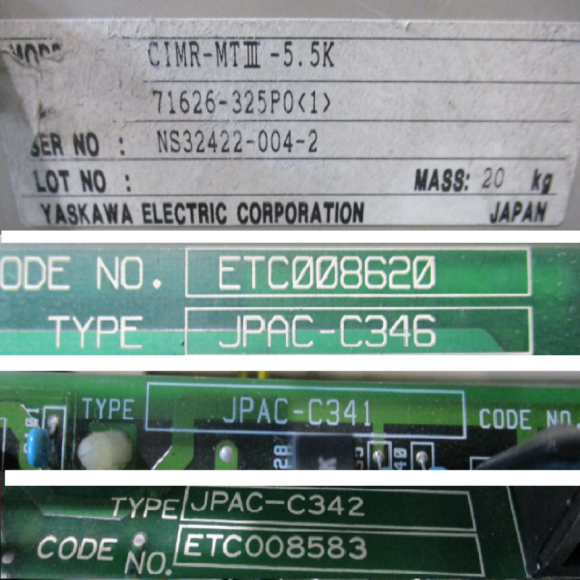 CIMR-MTⅢ-5.5K
71626-325P0<1>
SER NO : NS32422-004-2
LOT NO :
MASS: 20 kg
YASKAWA ELECTRIC CORPORATION JAPAN
ODE NO. ETC008620
TYPE JPAC-C346
TYPE JPAC-C341 CODE NO.
TYPE JPAC-C342
CODE NO. ETC008583